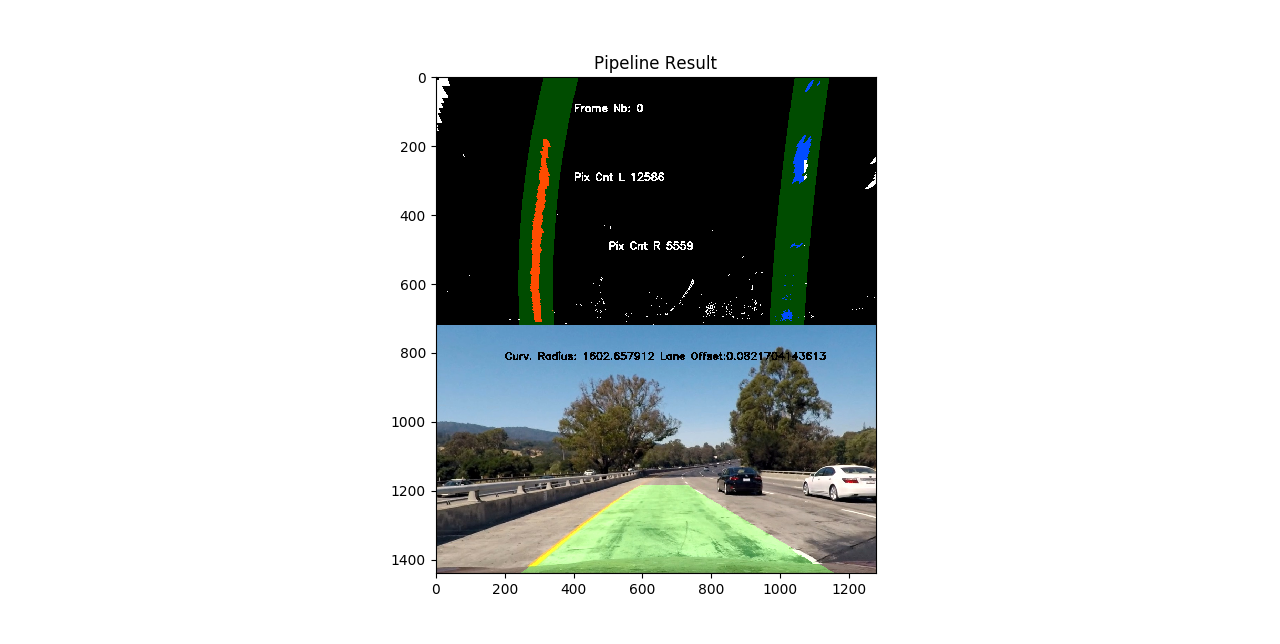 Pipeline Result
0
Frame Nb: 0
200
Pix Cnt L 12586
400
Pix Cnt R 5559
600
800
Curv. Radius: 1602.657912 Lane Offset:0.0821704143613
1000
1200
1400
0 200 400 600 800 1000 1200